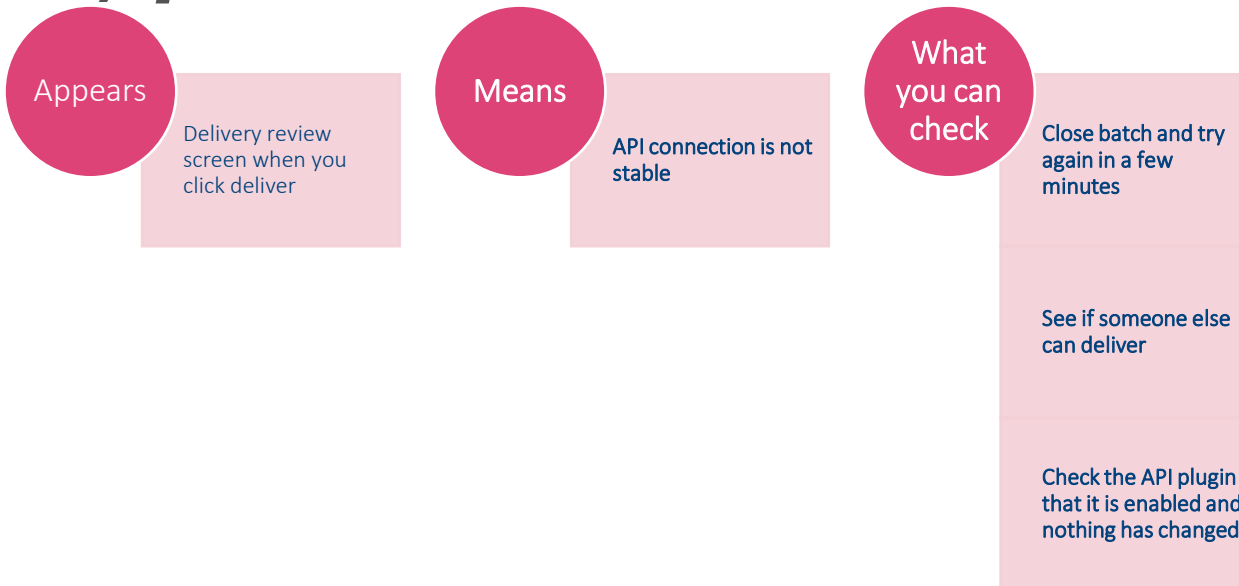 Appears
Delivery review
screen when you
click deliver
Means
API connection is not
stable
What
you can
check
Close batch and try
again in a few
minutes
See if someone else
can deliver
Check the API plugin
that it is enabled and
nothing has changed